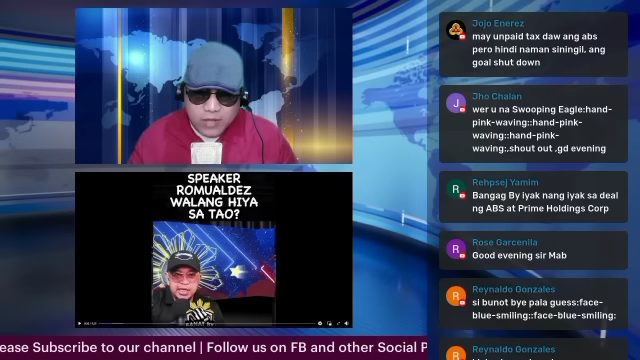 SPEAKER
ROMUALDEZ
WALANG HIYA
SA TAO?
BANAT BY
ease Subscribe to our channel | Follow us on FB and other Social P
Jojo Enerez
may unpaid tax daw ang abs
pero hindi naman siningil, ang
goal shut down
Jho Chalan
wer u na Swooping Eagle:hand-
pink-waving::hand-pink-
waving::hand-pink-
waving:,shout out .gd evening
Rehpsej Yamim
Bangag By iyak nang iyak sa deal
ng ABS at Prime Holdings Corp
Rose Garcenila
Good evening sir Mab
Reynaldo Gonzales
si bunot bye pala guess:face-
blue-smiling::face-blue-smiling:
Reynaldo Gonzales